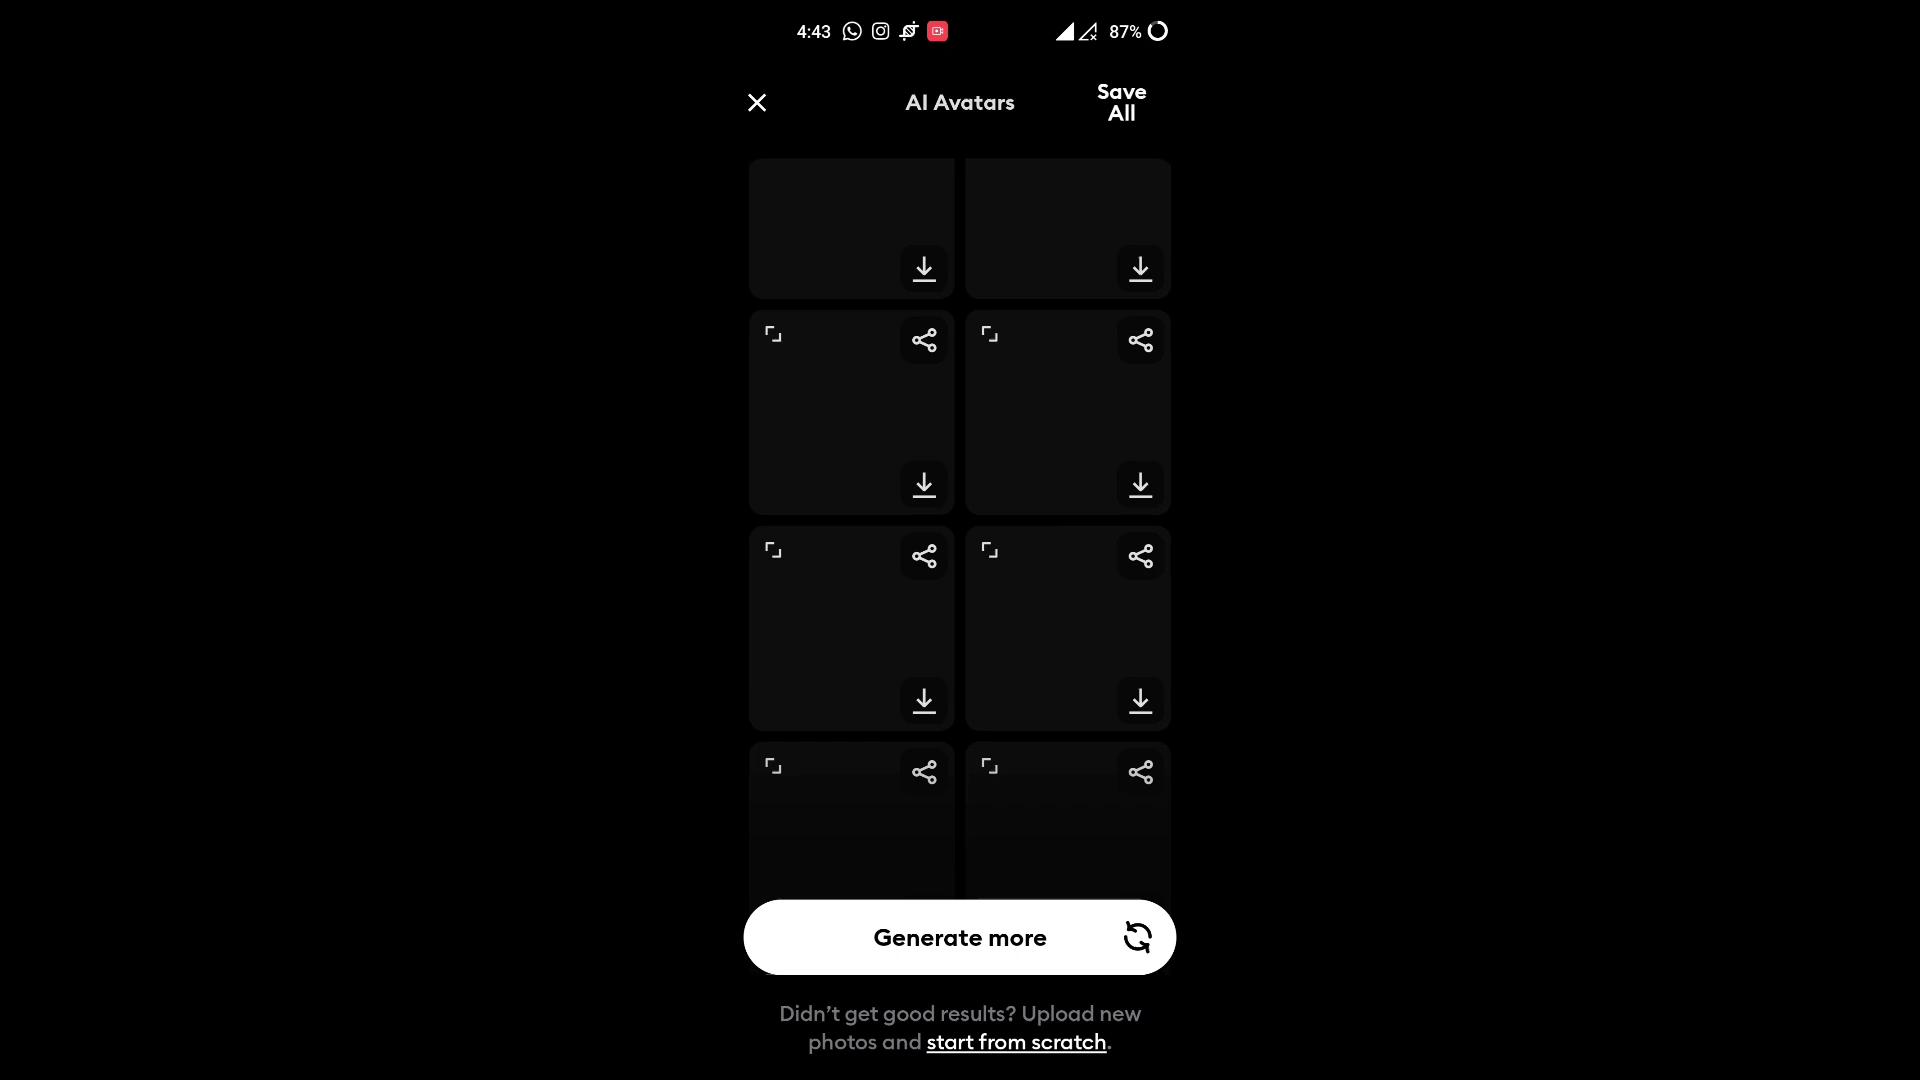 4:43
87%
AI Avatars
Save
All
Generate more
Didn’t get good results? Upload new
photos and start from scratch.